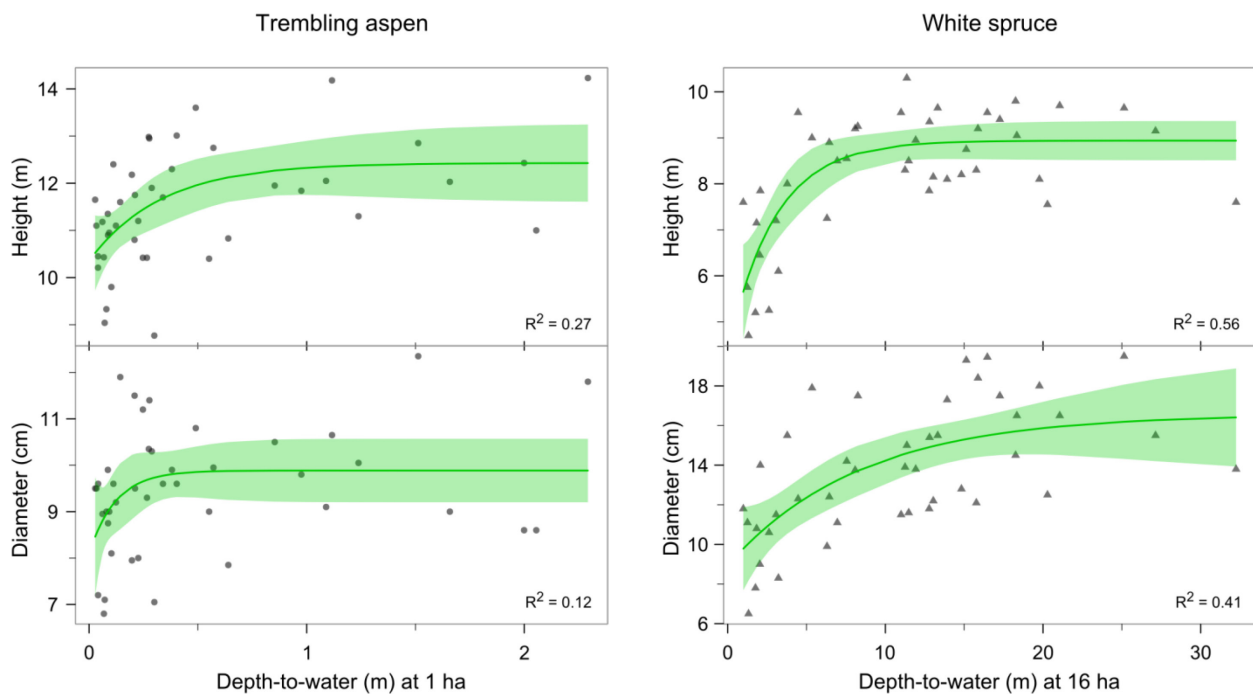 Trembling aspen
White spruce
Height (m)
14
12
10
R² = 0.27
Height (m)
10
8
6
R² = 0.56
Diameter (cm)
11
9
7
R² = 0.12
0
1
2
Depth-to-water (m) at 1 ha
Diameter (cm)
18
14
10
6
R² = 0.41
0
10
20
30
Depth-to-water (m) at 16 ha